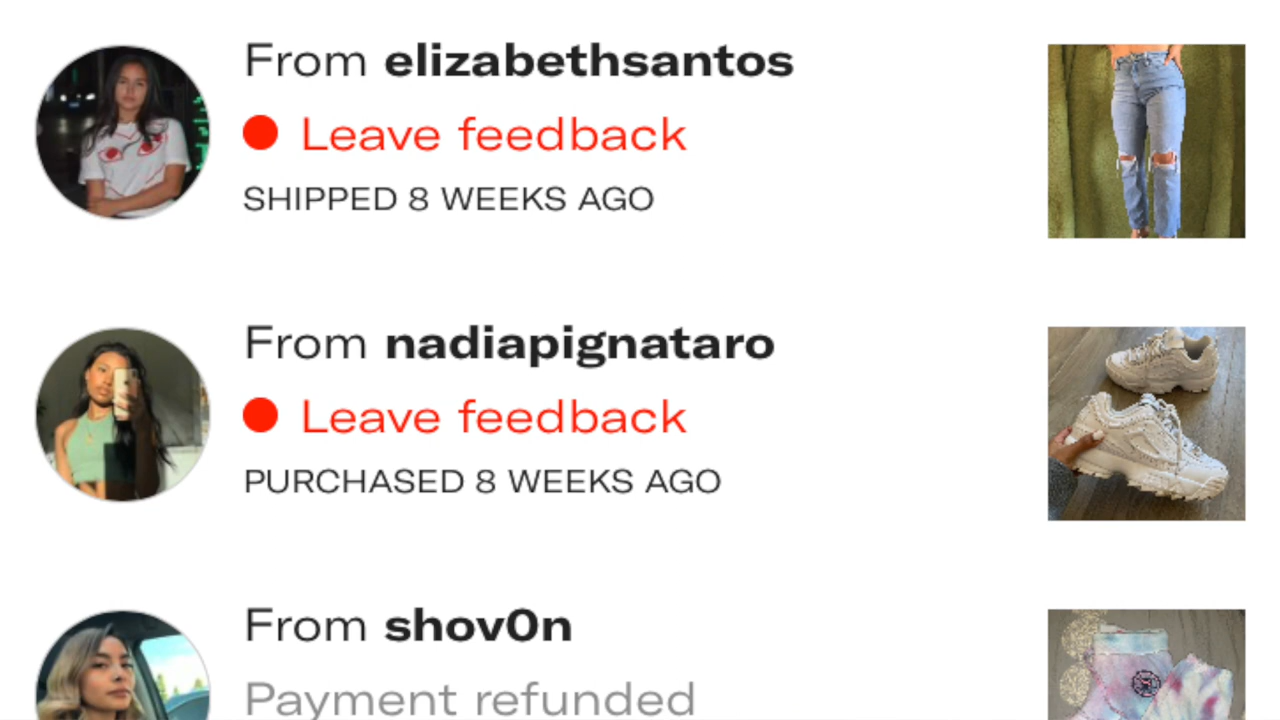 From elizabethsantos
Leave feedback
SHIPPED 8 WEEKS AGO
From nadiapignataro
Leave feedback
PURCHASED 8 WEEKS AGO
From shov0n
Payment refunded